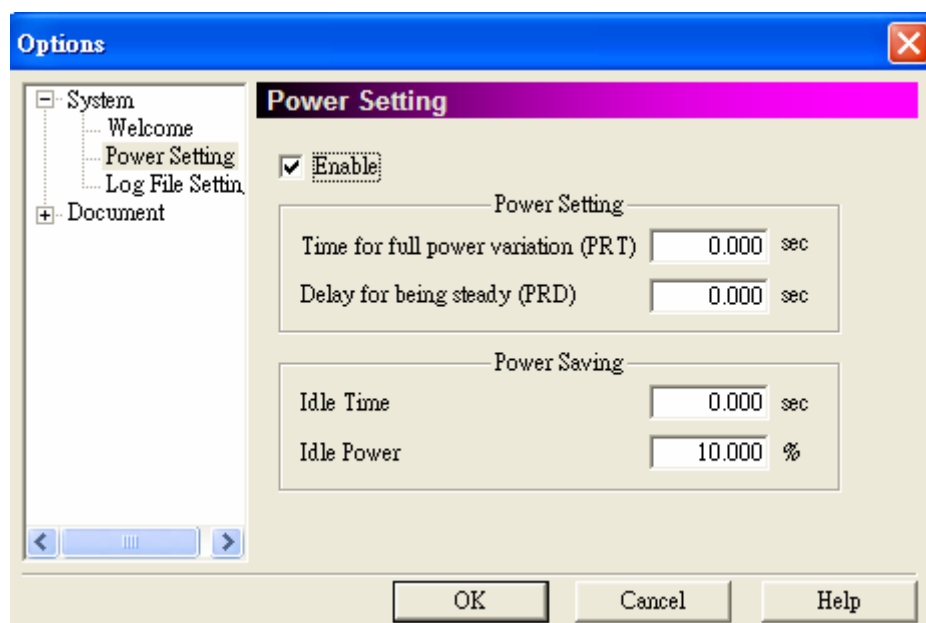 Options
System
Welcome
Power Setting
Log File Settin
Document
Power Setting
Enable
Power Setting
Time for full power variation (PRT) 0.000 sec
Delay for being steady (PRD) 0.000 sec
Power Saving
Idle Time 0.000 sec
Idle Power 10.000 %
OK Cancel Help